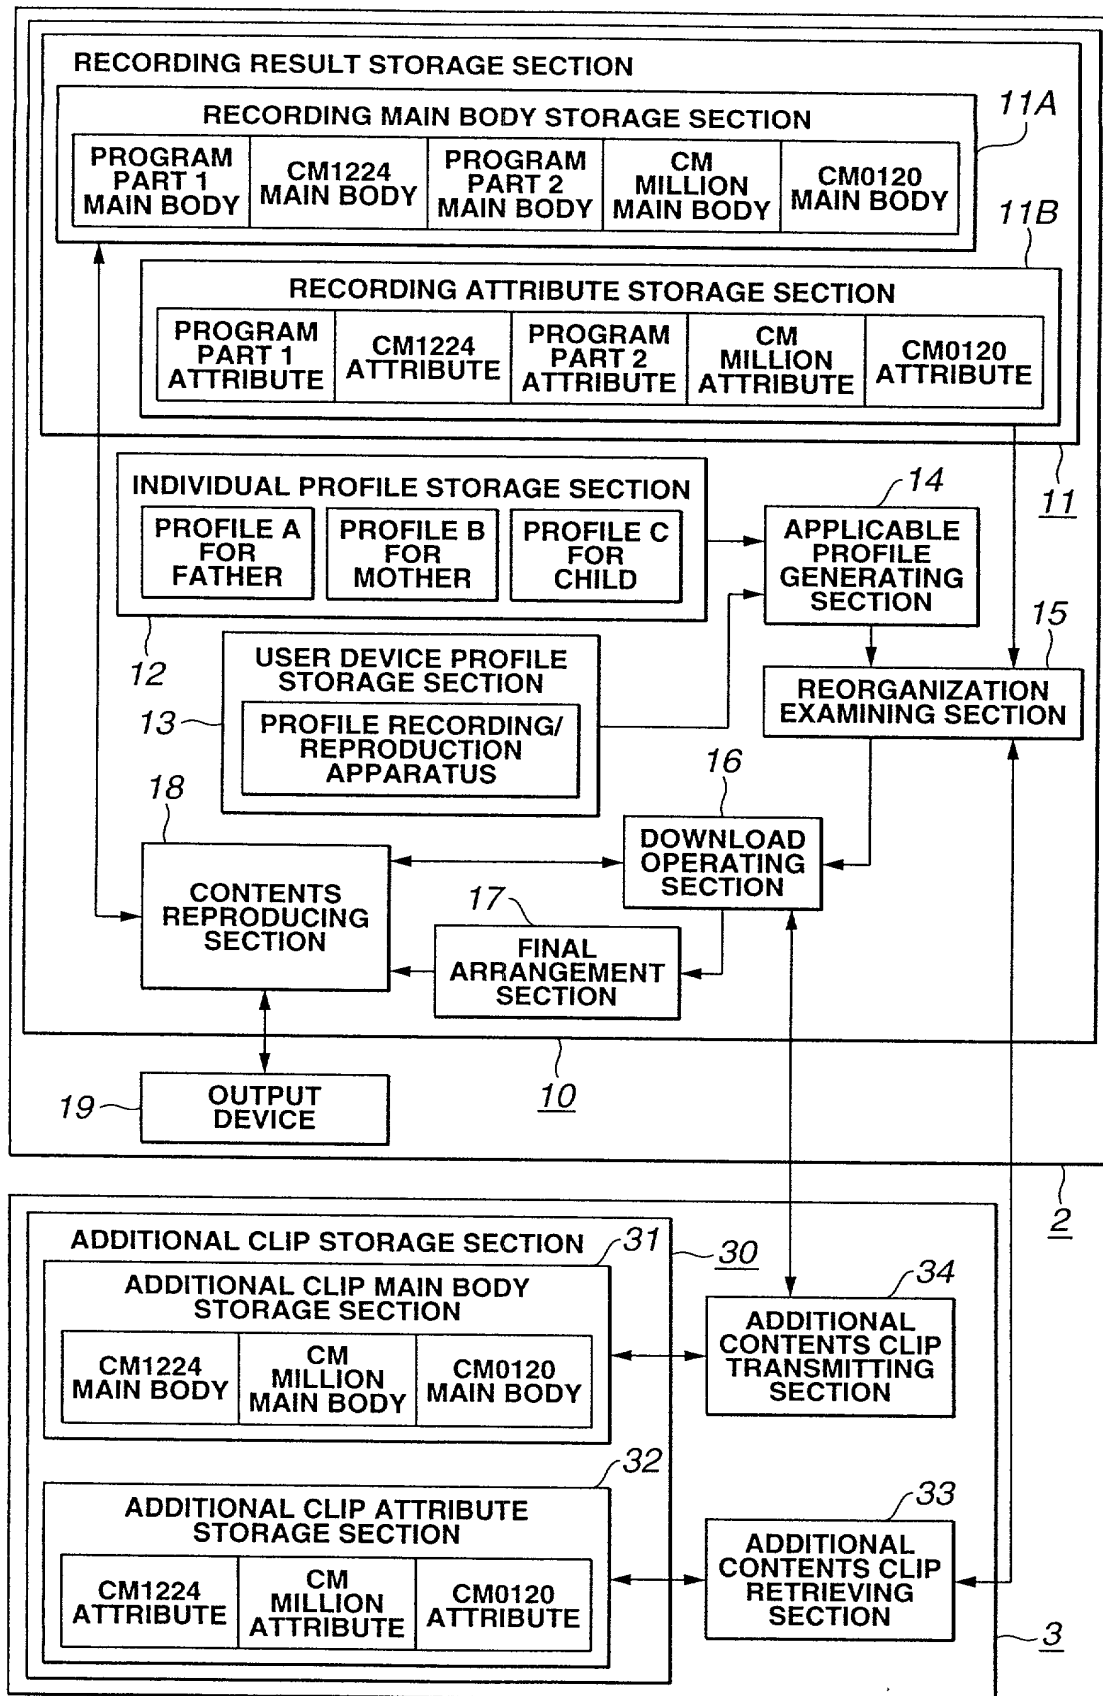 RECORDING RESULT STORAGE SECTION
RECORDING MAIN BODY STORAGE SECTION
11A
PROGRAM
PART 1
MAIN BODY
CM1224
MAIN BODY
PROGRAM
PART 2
MAIN BODY
CM
MILLION
MAIN BODY
CM0120
MAIN BODY
11B
RECORDING ATTRIBUTE STORAGE SECTION
PROGRAM
PART 1
ATTRIBUTE
CM1224
ATTRIBUTE
PROGRAM
PART 2
ATTRIBUTE
CM
MILLION
ATTRIBUTE
CM0120
ATTRIBUTE
11
INDIVIDUAL PROFILE STORAGE SECTION
PROFILE A
FOR
FATHER
PROFILE B
FOR
MOTHER
PROFILE C
FOR
CHILD
12
14
APPLICABLE
PROFILE
GENERATING
SECTION
USER DEVICE PROFILE
STORAGE SECTION
13
PROFILE RECORDING/
REPRODUCTION
APPARATUS
15
REORGANIZATION
EXAMINING SECTION
16
DOWNLOAD
OPERATING
SECTION
18
CONTENTS
REPRODUCING
SECTION
17
FINAL
ARRANGEMENT
SECTION
10
19
OUTPUT
DEVICE
2
ADDITIONAL CLIP STORAGE SECTION
31
30
ADDITIONAL CLIP MAIN BODY
STORAGE SECTION
CM1224
MAIN BODY
CM
MILLION
MAIN BODY
CM0120
MAIN BODY
34
ADDITIONAL
CONTENTS CLIP
TRANSMITTING
SECTION
32
ADDITIONAL CLIP ATTRIBUTE
STORAGE SECTION
CM1224
ATTRIBUTE
CM
MILLION
ATTRIBUTE
CM0120
ATTRIBUTE
33
ADDITIONAL
CONTENTS CLIP
RETRIEVING
SECTION
3